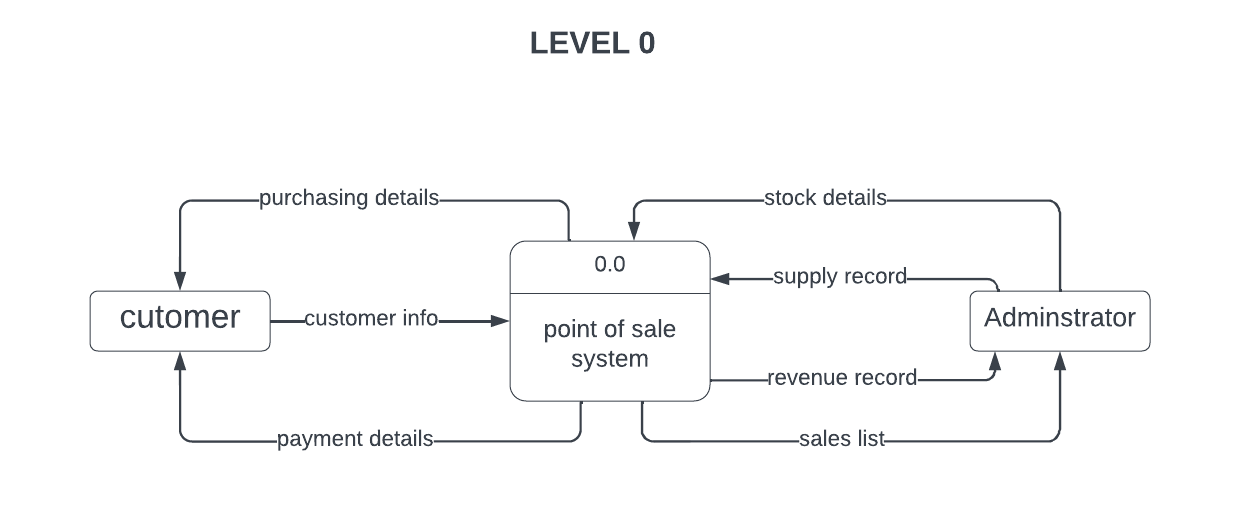 LEVEL 0
purchasing details
stock details
0.0
supply record
cutomer
customer info
point of sale
system
Adminstrator
revenue record
payment details
sales list